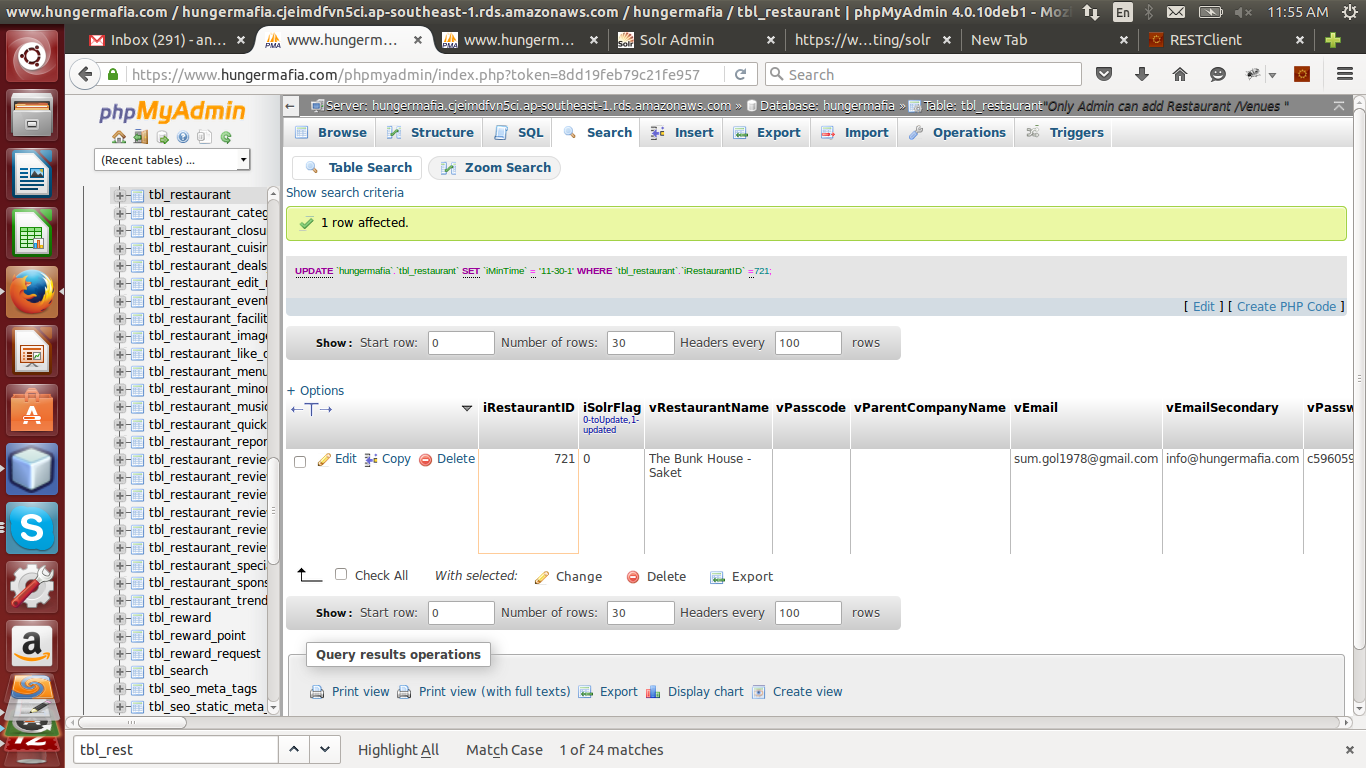 www.hungermafia.com / hungermafia.cjeimdfvn5ci.ap-southeast-1.rds.amazonaws.com / hungermafia / tbl_restaurant | phpMyAdmin 4.0.10deb1 - Mozi
En
11:55 AM
Inbox (291) - an...
www.hungerm...
www.hungerm...
Solr Admin
https://w...ting/solr
New Tab
RESTClient
https://www.hungermafia.com/phpmyadmin/index.php?token=8dd19feb79c21fe957
Search
phpMyAdmin
(Recent tables) ...
tbl_restaurant
tbl_restaurant_categ
tbl_restaurant_closu
tbl_restaurant_cuisin
tbl_restaurant_deals
tbl_restaurant_edit_
tbl_restaurant_event
tbl_restaurant_facilit
tbl_restaurant_image
tbl_restaurant_like_c
tbl_restaurant_menu
tbl_restaurant_minor
tbl_restaurant_music
tbl_restaurant_quick
tbl_restaurant_repor
tbl_restaurant_revie
tbl_restaurant_revie
tbl_restaurant_revie
tbl_restaurant_revie
tbl_restaurant_revie
tbl_restaurant_revie
tbl_restaurant_speci
tbl_restaurant_spons
tbl_restaurant_trend
tbl_reward
tbl_reward_point
tbl_reward_request
tbl_search
tbl_seo_meta_tags
tbl_seo_static_meta_
Server: hungermafia.cjeimdfvn5ci.ap-southeast-1.rds.amazonaws.com » Database: hungermafia » Table: tbl_restaurant "Only Admin can add Restaurant /Venues "
Browse Structure SQL Search Insert Export Import Operations Triggers
Table Search Zoom Search
Show search criteria
1 row affected.
UPDATE `hungermafia`.`tbl_restaurant` SET `iMinTime` = '11-30-1' WHERE `tbl_restaurant`.`iRestaurantID` =721;
[ Edit ] [ Create PHP Code ]
Show : Start row: 0 Number of rows: 30 Headers every 100 rows
+ Options
←T→ iRestaurantID iSolrFlag vRestaurantName vPasscode vParentCompanyName vEmail vEmailSecondary vPassw
0-toUpdate,1-
updated
Edit Copy Delete 721 0 The Bunk House - sum.gol1978@gmail.com info@hungermafia.com c596059
Saket
Check All With selected: Change Delete Export
Show : Start row: 0 Number of rows: 30 Headers every 100 rows
Query results operations
Print view Print view (with full texts) Export Display chart Create view
tbl_rest Highlight All Match Case 1 of 24 matches